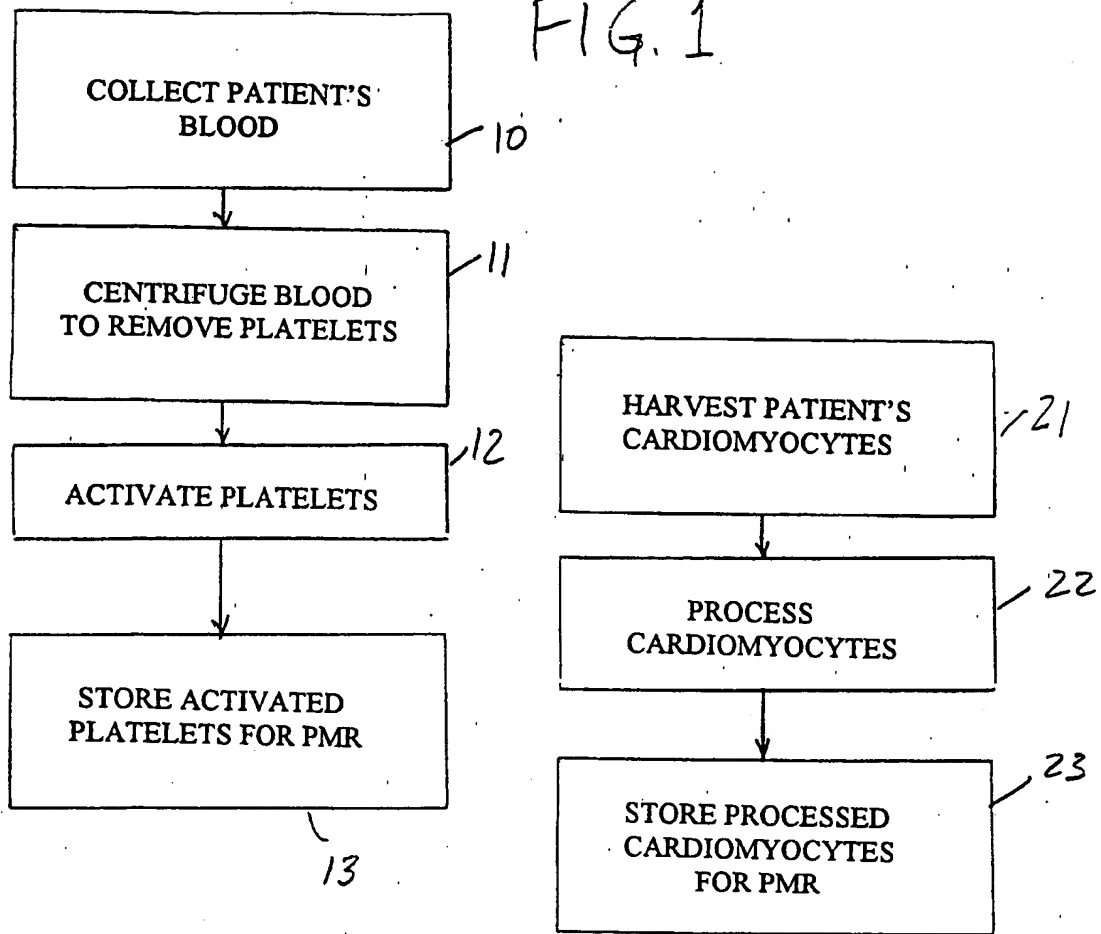 FIG. 1
COLLECT PATIENT'S
BLOOD
10
CENTRIFUGE BLOOD
TO REMOVE PLATELETS
11
ACTIVATE PLATELETS
12
STORE ACTIVATED
PLATELETS FOR PMR
13
HARVEST PATIENT'S
CARDIOMYOCYTES
21
PROCESS
CARDIOMYOCYTES
22
STORE PROCESSED
CARDIOMYOCYTES
FOR PMR
23